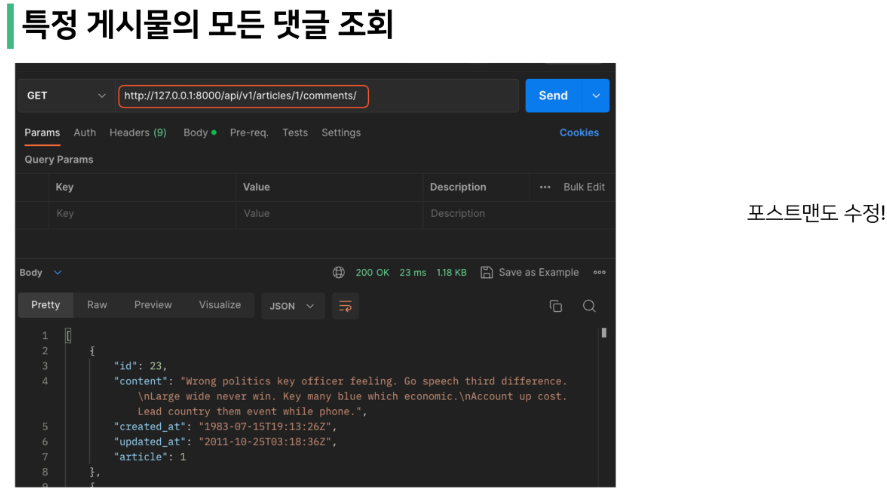 특정 게시물의 모든 댓글 조회
GET http://127.0.0.1:8000/api/v1/articles/1/comments/ Send
Params Auth Headers (9) Body Pre-req. Tests Settings Cookies
Query Params
Key Value Description ••• Bulk Edit
Key Value Description
포스트맨도 수정!
Body 200 OK 23 ms 1.18 KB Save as Example
Pretty Raw Preview Visualize JSON
1 [
2 {
3 "id": 23,
4 "content": "Wrong politics key officer feeling. Go speech third difference.
\nLarge wide never win. Key many blue which economic.\nAccount up cost.
Lead country them event while phone.",
5 "created_at": "1983-07-15T19:13:26Z",
6 "updated_at": "2011-10-25T03:18:36Z",
7 "article": 1
8 },
9 {